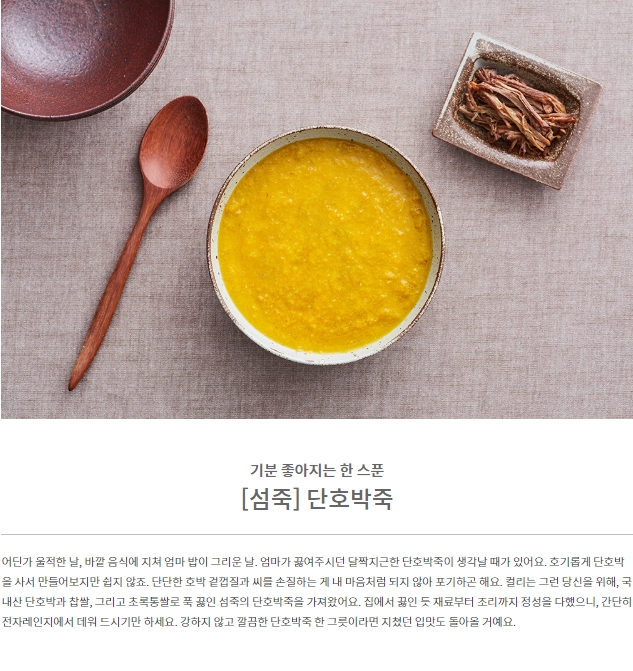 기분 좋아지는 한 스푼
[섬죽] 단호박죽
어딘가 울적한 날, 바깥 음식에 지쳐 엄마 밥이 그리운 날. 엄마가 끓여주시던 달짝지근한 단호박죽이 생각날 때가 있어요. 호기롭게 단호박
을 사서 만들어보지만 쉽지 않죠. 단단한 호박 겉껍질과 씨를 손질하는 게 내 마음처럼 되지 않아 포기하곤 해요. 컬리는 그런 당신을 위해, 국
내산 단호박과 찹쌀, 그리고 초록통쌀로 푹 끓인 섬죽의 단호박죽을 가져왔어요. 집에서 끓인 듯 재료부터 조리까지 정성을 다했으니, 간단히
전자레인지에서 데워 드시기만 하세요. 강하지 않고 깔끔한 단호박죽 한 그릇이라면 지쳤던 입맛도 돌아올 거예요.